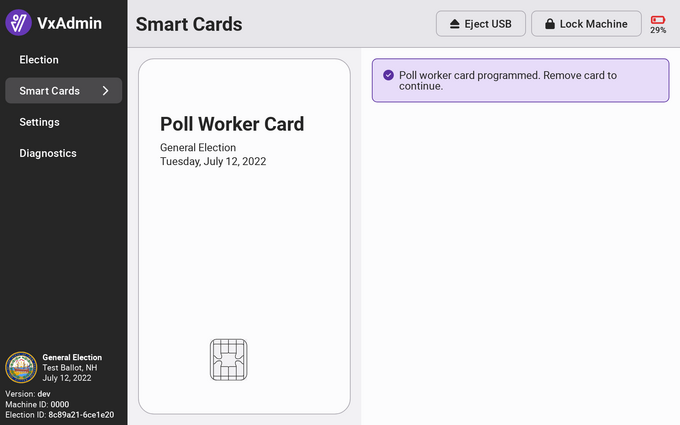 VxAdmin
Election
Smart Cards
Settings
Diagnostics
General Election
Test Ballot, NH
July 12, 2022
Version: dev
Machine ID: 0000
Election ID: 8c89a21-6ce1e20
Smart Cards
Eject USB
Lock Machine
29%
Poll Worker Card
General Election
Tuesday, July 12, 2022
Poll worker card programmed. Remove card to
continue.